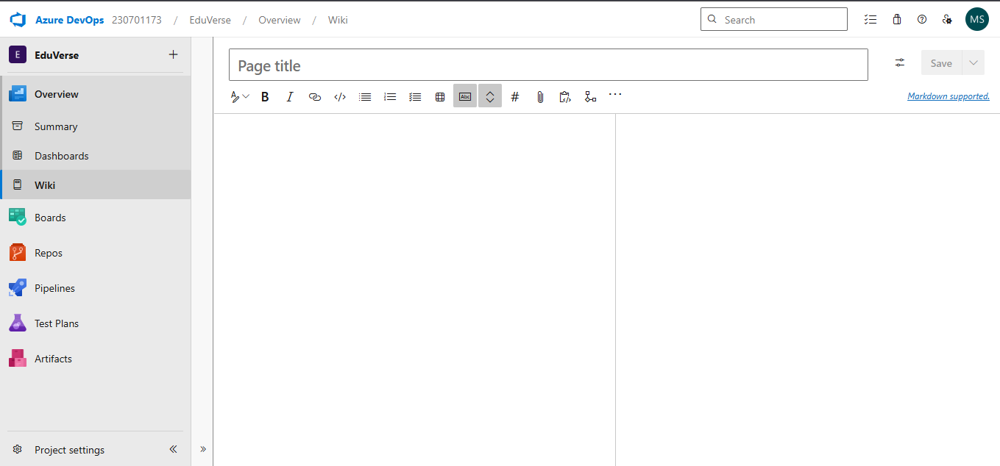 Azure DevOps 230701173 / EduVerse / Overview / Wiki
Search
MS
E EduVerse
Overview
Summary
Dashboards
Wiki
Boards
Repos
Pipelines
Test Plans
Artifacts
Project settings
Page title
Save
B I </> Abc #
Markdown supported.